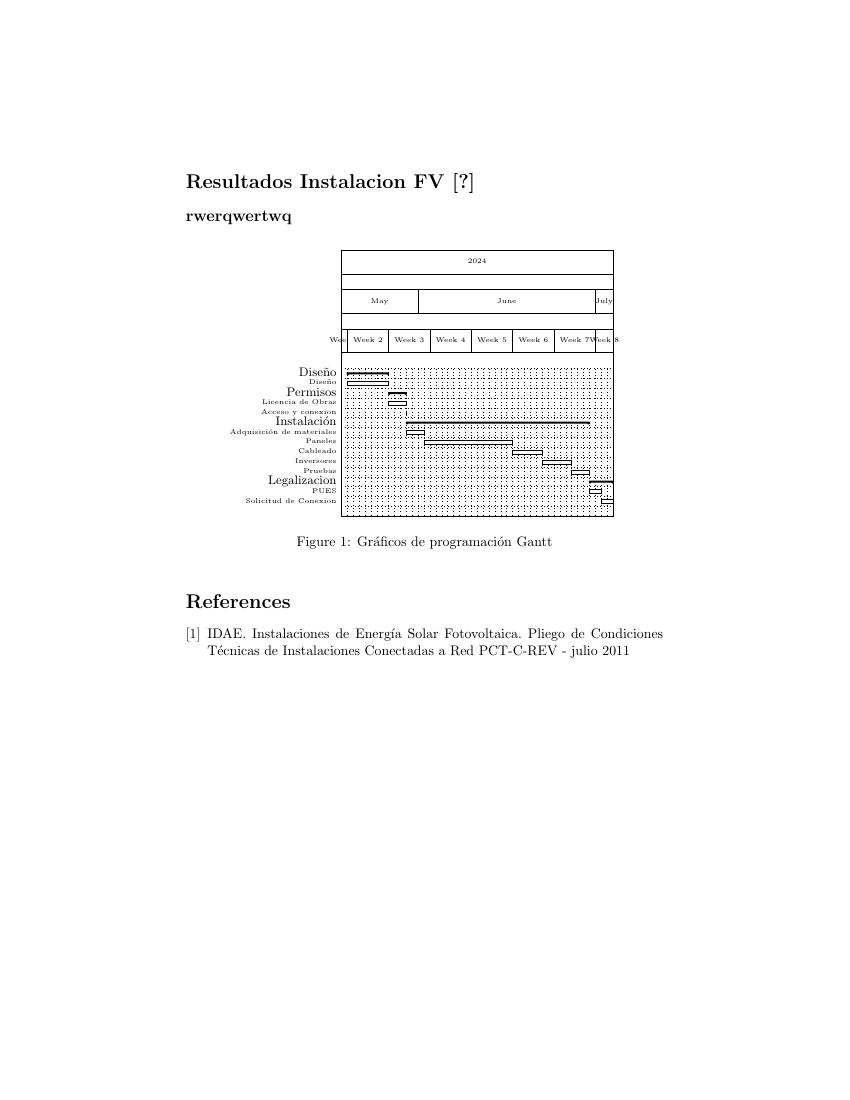 Resultados Instalacion FV [?]
rwerqwertwq
2024
May June July
Week 2 Week 3 Week 4 Week 5 Week 6 Week 7 Week 8
Diseño
Diseño
Permisos
Licencia de Obras
Acceso y conexion
Instalación
Adquisición de materiales
Paneles
Cableado
Inversores
Pruebas
Legalizacion
PUES
Solicitud de Conexion
Figure 1: Gráficos de programación Gantt
References
[1] IDAE. Instalaciones de Energía Solar Fotovoltaica. Pliego de Condiciones
Técnicas de Instalaciones Conectadas a Red PCT-C-REV - julio 2011